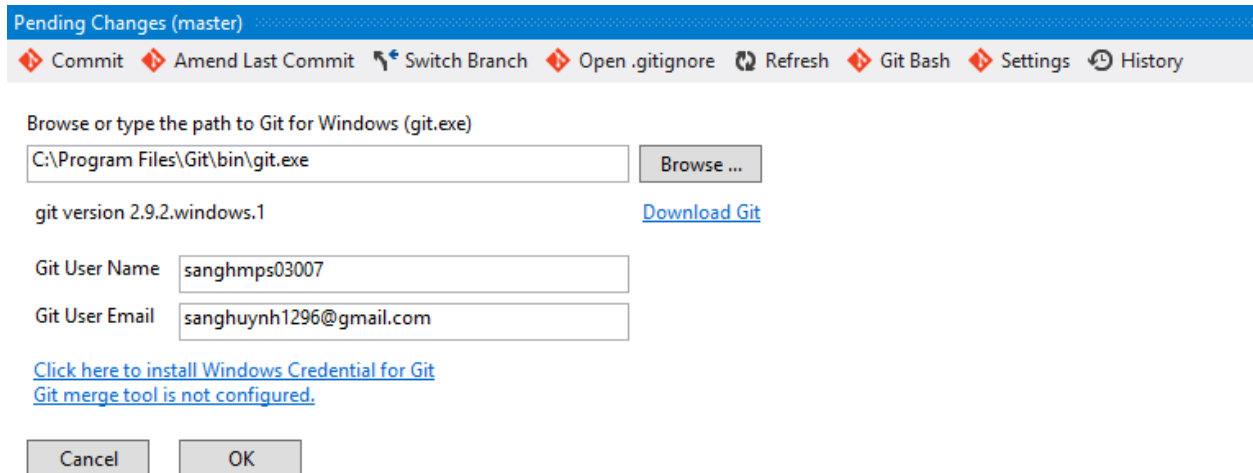 Pending Changes (master)
Commit Amend Last Commit Switch Branch Open .gitignore Refresh Git Bash Settings History
Browse or type the path to Git for Windows (git.exe)
C:\Program Files\Git\bin\git.exe Browse ...
git version 2.9.2.windows.1 Download Git
Git User Name sanghmps03007
Git User Email sanghuynh1296@gmail.com
Click here to install Windows Credential for Git
Git merge tool is not configured.
Cancel OK